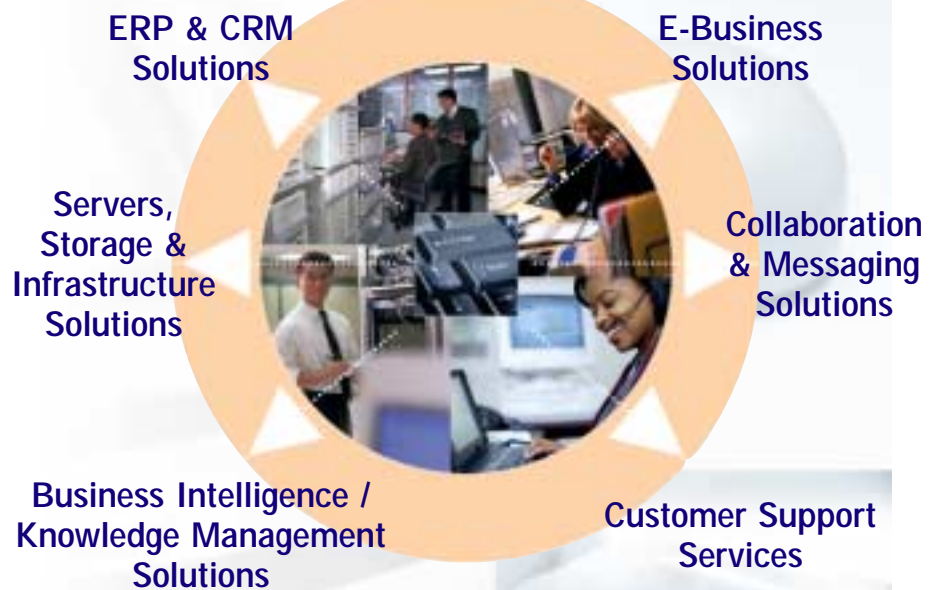 ERP & CRM
Solutions
E-Business
Solutions
Servers,
Storage &
Infrastructure
Solutions
Collaboration
& Messaging
Solutions
Business Intelligence /
Knowledge Management
Solutions
Customer Support
Services